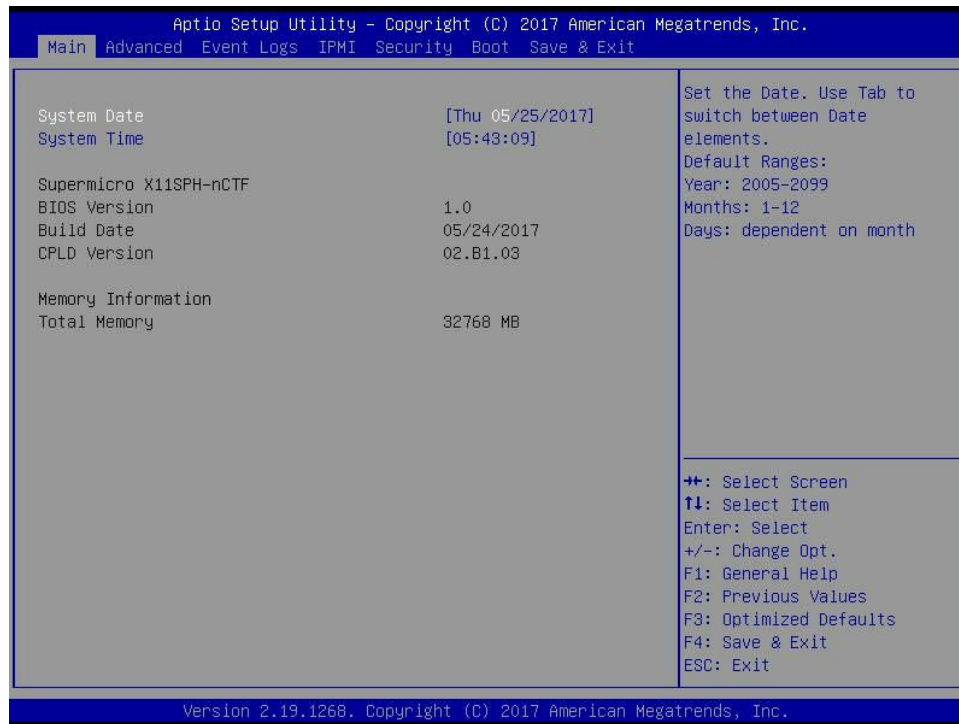 Aptio Setup Utility – Copyright (C) 2017 American Megatrends, Inc.
Main Advanced Event Logs IPMI Security Boot Save & Exit
System Date [Thu 05/25/2017]
System Time [05:43:09]
Supermicro X11SPH-nCTF
BIOS Version 1.0
Build Date 05/24/2017
CPLD Version 02.B1.03
Memory Information
Total Memory 32768 MB
Set the Date. Use Tab to
switch between Date
elements.
Default Ranges:
Year: 2005-2099
Months: 1-12
Days: dependent on month
→←: Select Screen
↑↓: Select Item
Enter: Select
+/-: Change Opt.
F1: General Help
F2: Previous Values
F3: Optimized Defaults
F4: Save & Exit
ESC: Exit
Version 2.19.1268. Copyright (C) 2017 American Megatrends, Inc.